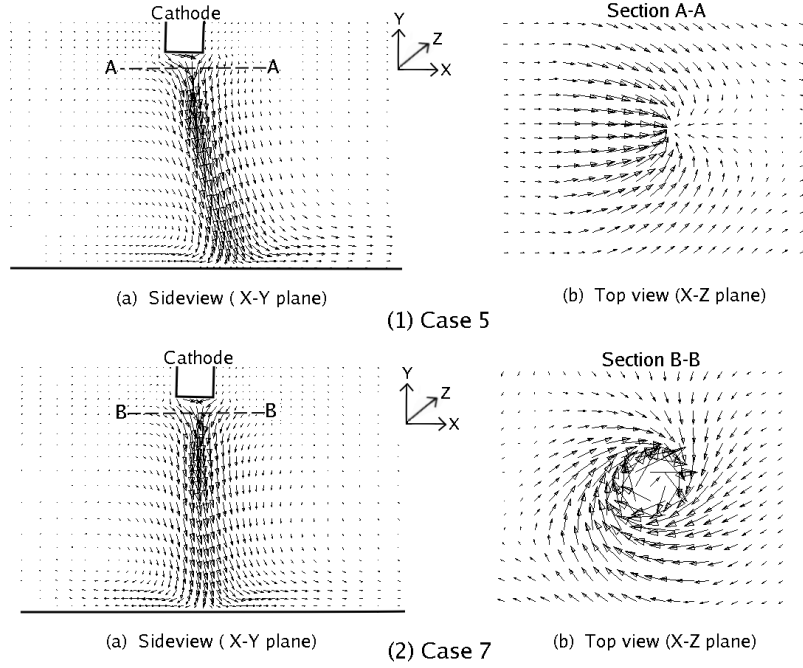 Cathode
A
A
Y
Z
X
(a) Sideview ( X-Y plane)
Section A-A
(b) Top view (X-Z plane)
(1) Case 5
Cathode
B
B
Y
Z
X
(a) Sideview ( X-Y plane)
Section B-B
(b) Top view (X-Z plane)
(2) Case 7